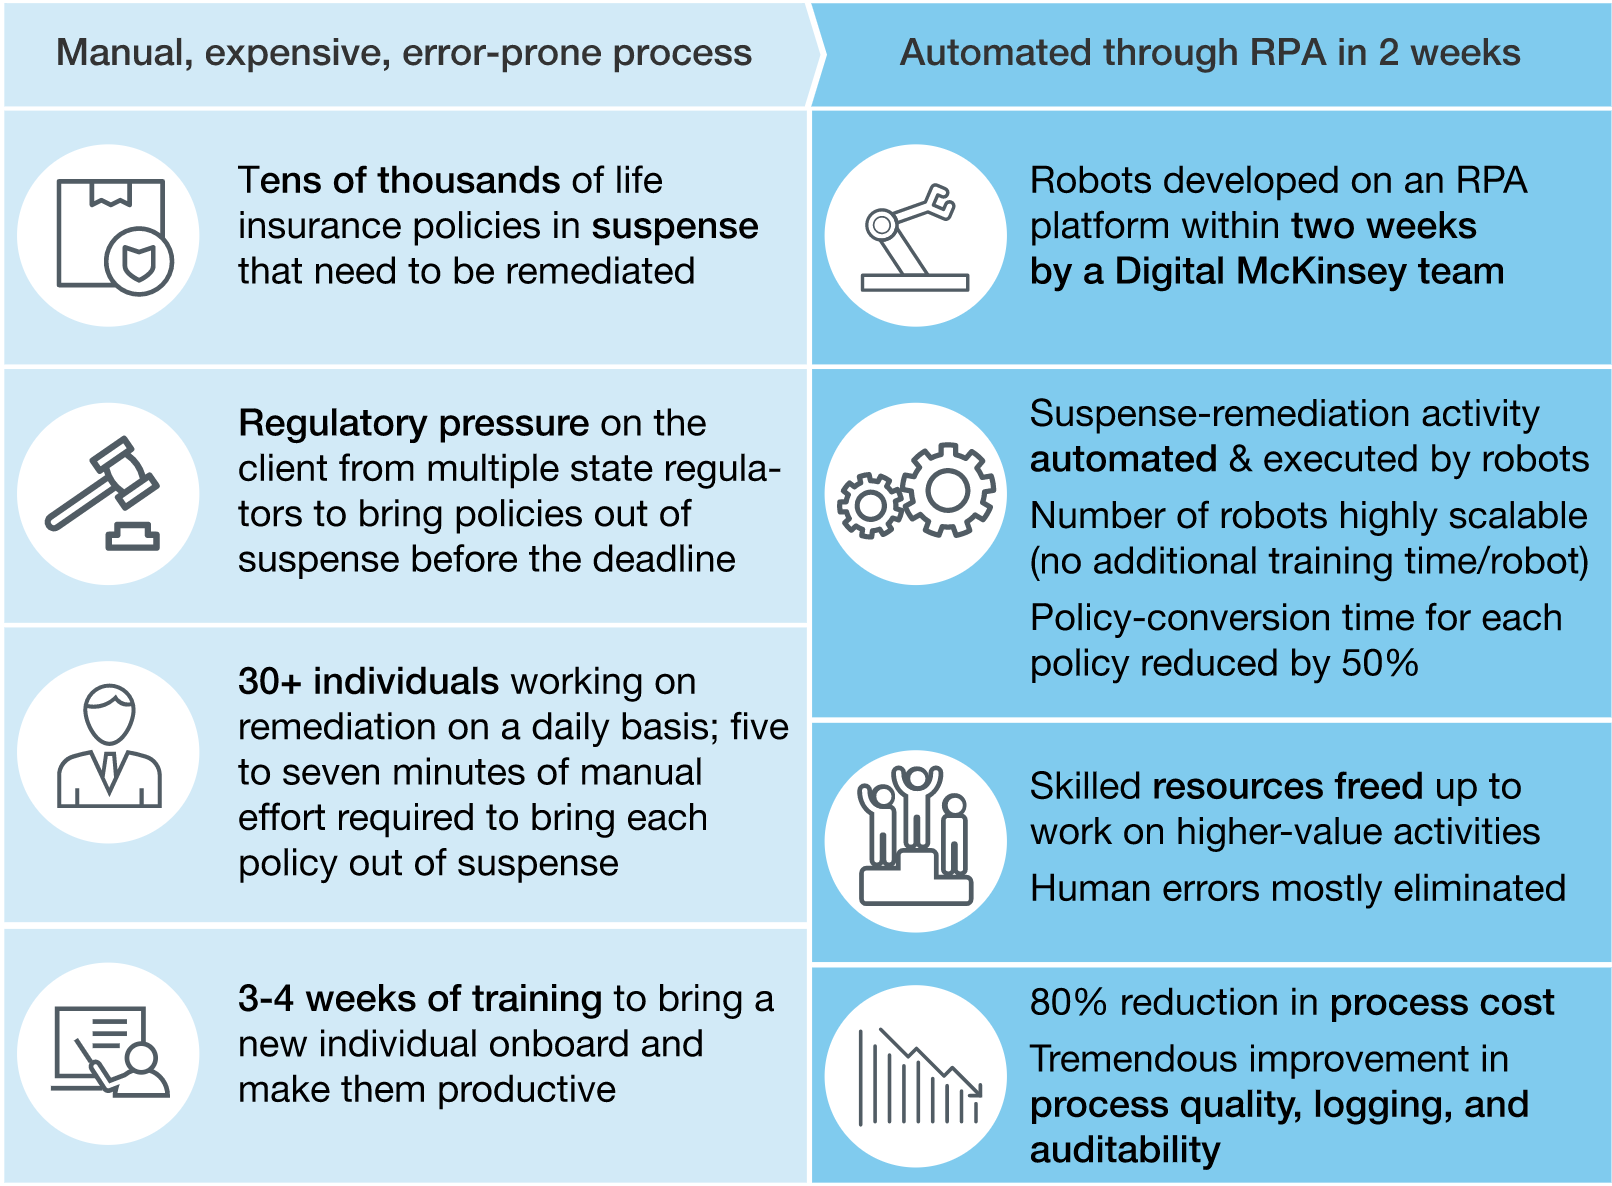 Manual, expensive, error-prone process
Tens of thousands of life
insurance policies in suspense
that need to be remediated
Regulatory pressure on the
client from multiple state regula-
tors to bring policies out of
suspense before the deadline
30+ individuals working on
remediation on a daily basis; five
to seven minutes of manual
effort required to bring each
policy out of suspense
3-4 weeks of training to bring a
new individual onboard and
make them productive
Automated through RPA in 2 weeks
Robots developed on an RPA
platform within two weeks
by a Digital McKinsey team
Suspense-remediation activity
automated & executed by robots
Number of robots highly scalable
(no additional training time/robot)
Policy-conversion time for each
policy reduced by 50%
Skilled resources freed up to
work on higher-value activities
Human errors mostly eliminated
80% reduction in process cost
Tremendous improvement in
process quality, logging, and
auditability